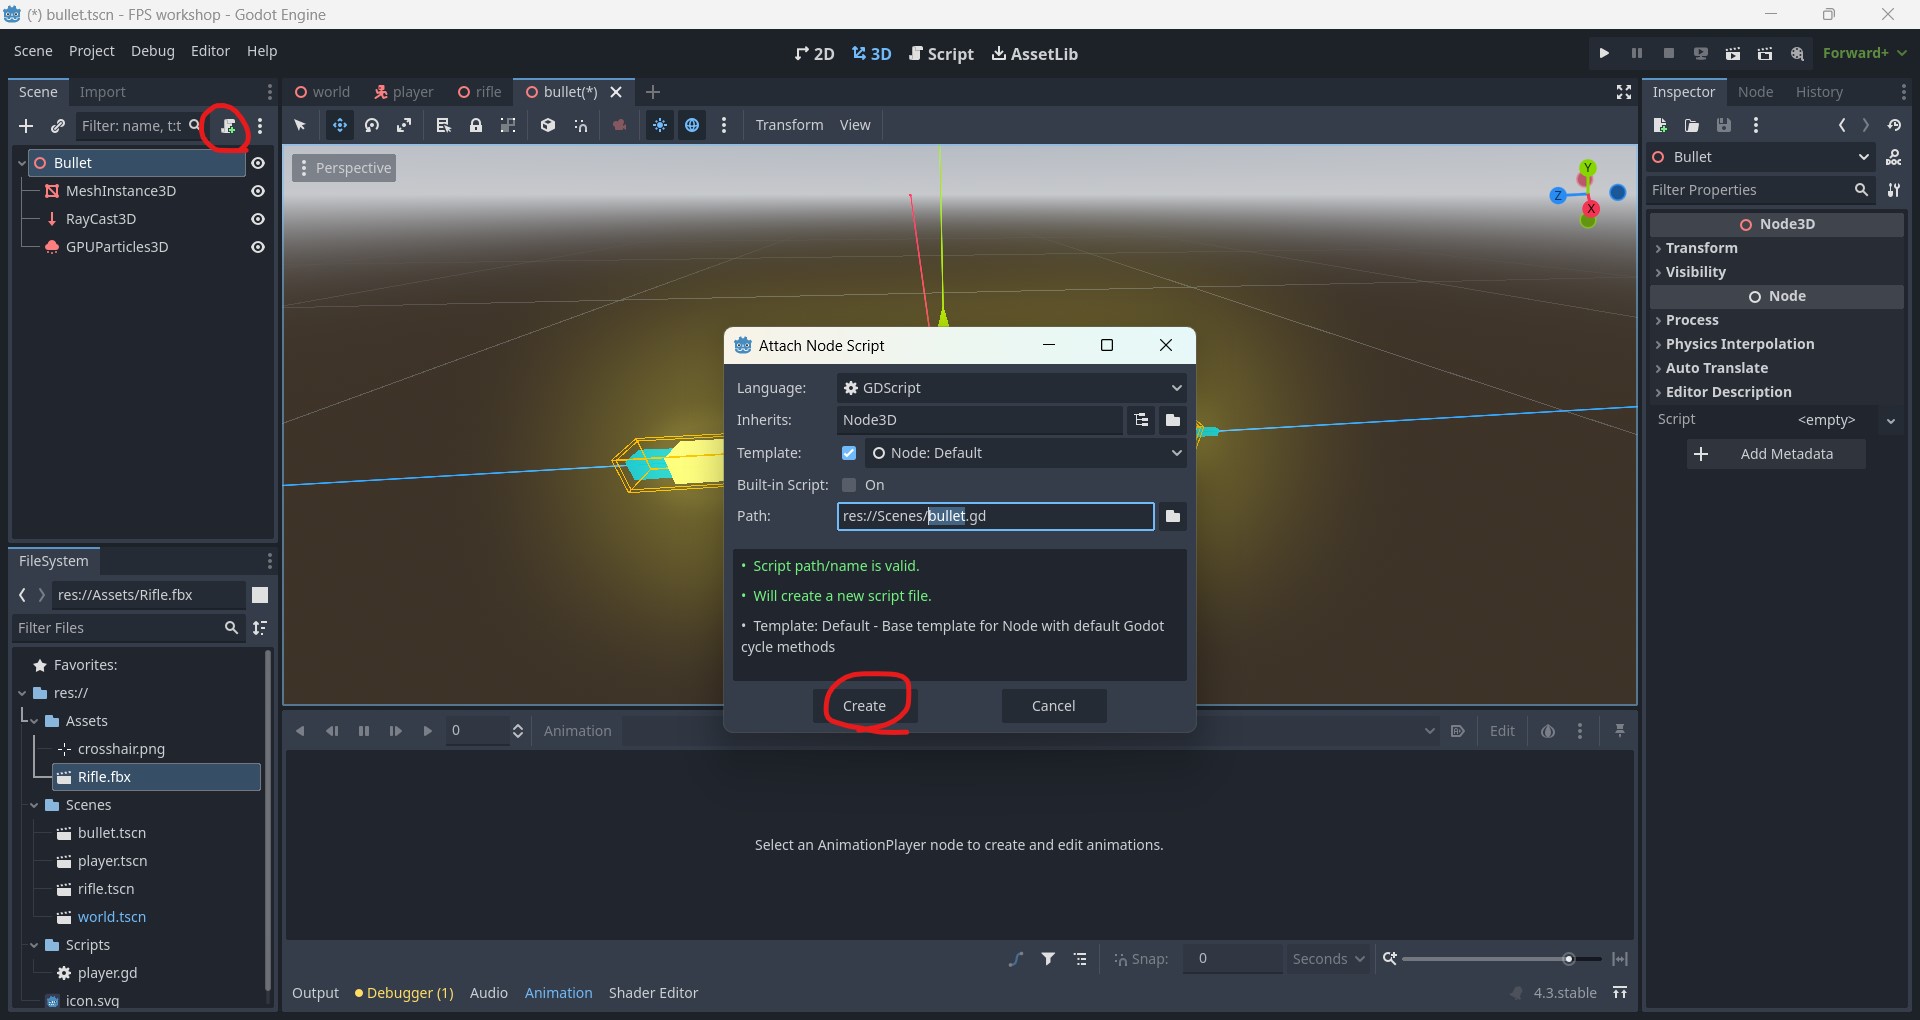 (*) bullet.tscn - FPS workshop - Godot Engine
Scene Project Debug Editor Help
2D 3D Script AssetLib
Forward+
Scene Import
Filter: name, t:t
Bullet
MeshInstance3D
RayCast3D
GPUParticles3D
FileSystem
res://Assets/Rifle.fbx
Filter Files
Favorites:
res://
Assets
crosshair.png
Rifle.fbx
Scenes
bullet.tscn
player.tscn
rifle.tscn
world.tscn
Scripts
player.gd
icon.svg
world player rifle bullet(*)
Transform View
Perspective
Y
Z
X
Attach Node Script
Language: GDScript
Inherits: Node3D
Template: Node: Default
Built-in Script: On
Path: res://Scenes/bullet.gd
• Script path/name is valid.
• Will create a new script file.
• Template: Default - Base template for Node with default Godot
cycle methods
Create Cancel
0 Animation Edit
Select an AnimationPlayer node to create and edit animations.
Snap: 0 Seconds
Output Debugger (1) Audio Animation Shader Editor 4.3.stable
Inspector Node History
Bullet
Filter Properties
Node3D
Transform
Visibility
Node
Process
Physics Interpolation
Auto Translate
Editor Description
Script <empty>
Add Metadata